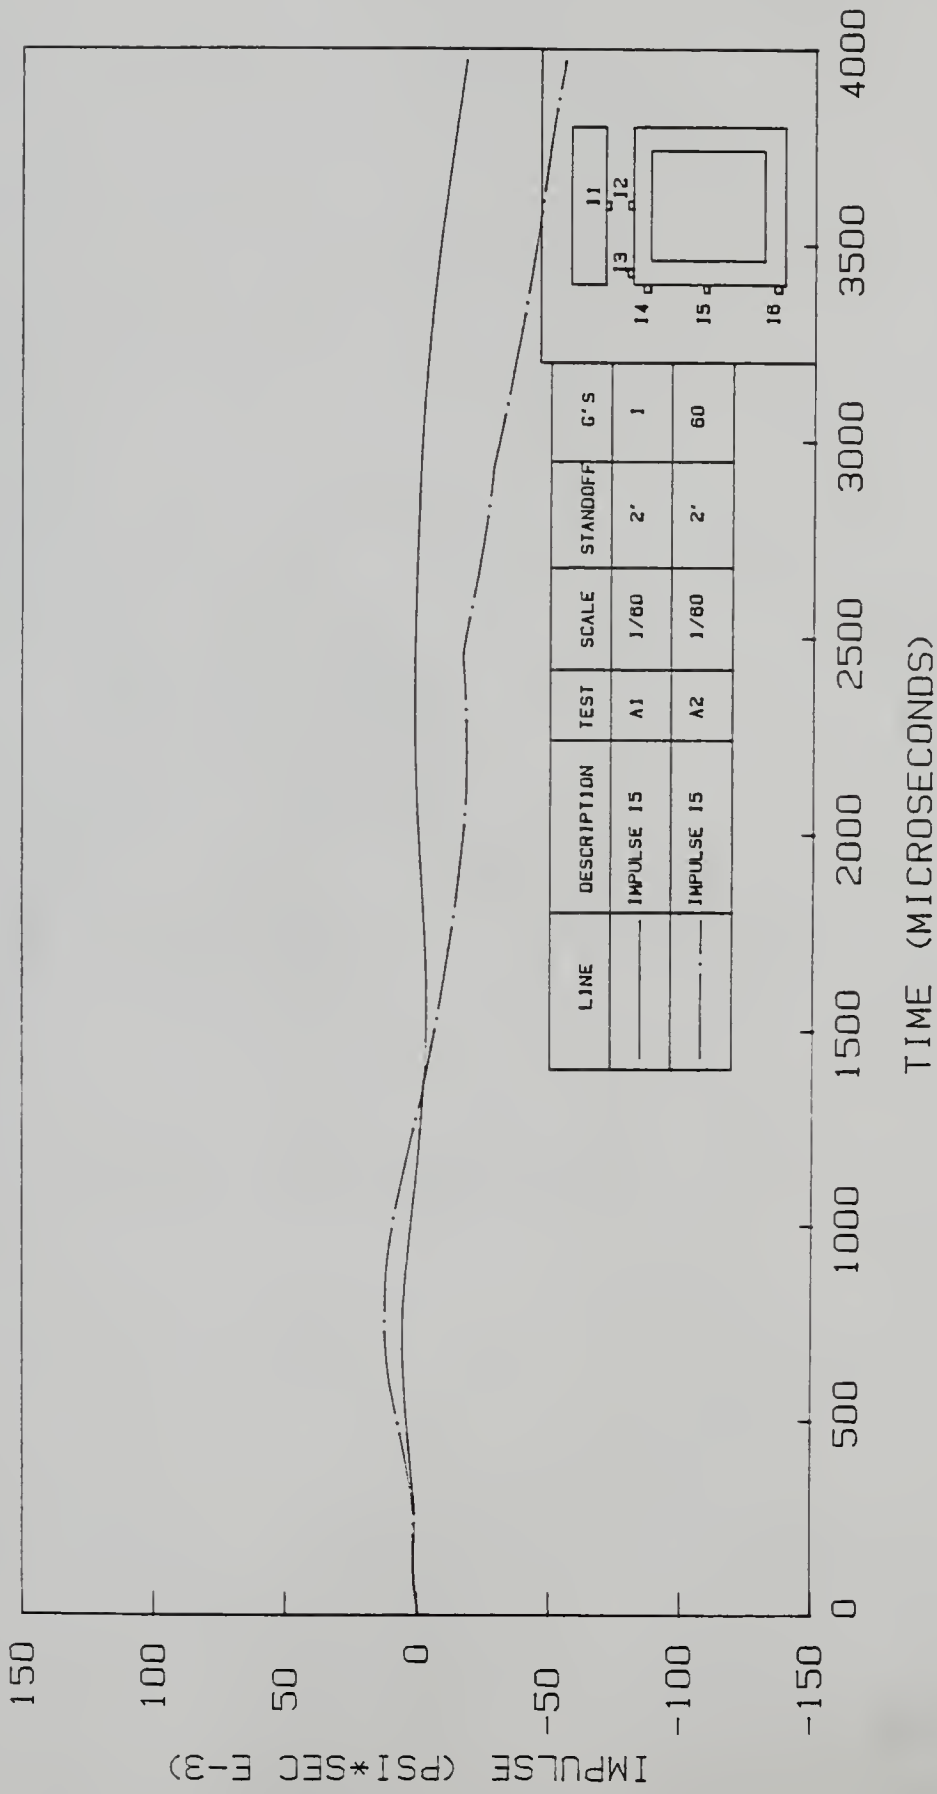 150
100
50
0
-50
-100
-150
IMPULSE (PSI*SEC E-3)
0
500
1000
1500
2000
2500
3000
3500
4000
TIME (MICROSECONDS)
LINE DESCRIPTION TEST SCALE STANDOFF G'S
IMPULSE I5 A1 1/60 2' 1
IMPULSE I5 A2 1/60 2' 60
I1
I2
I3
I4
I5
I6